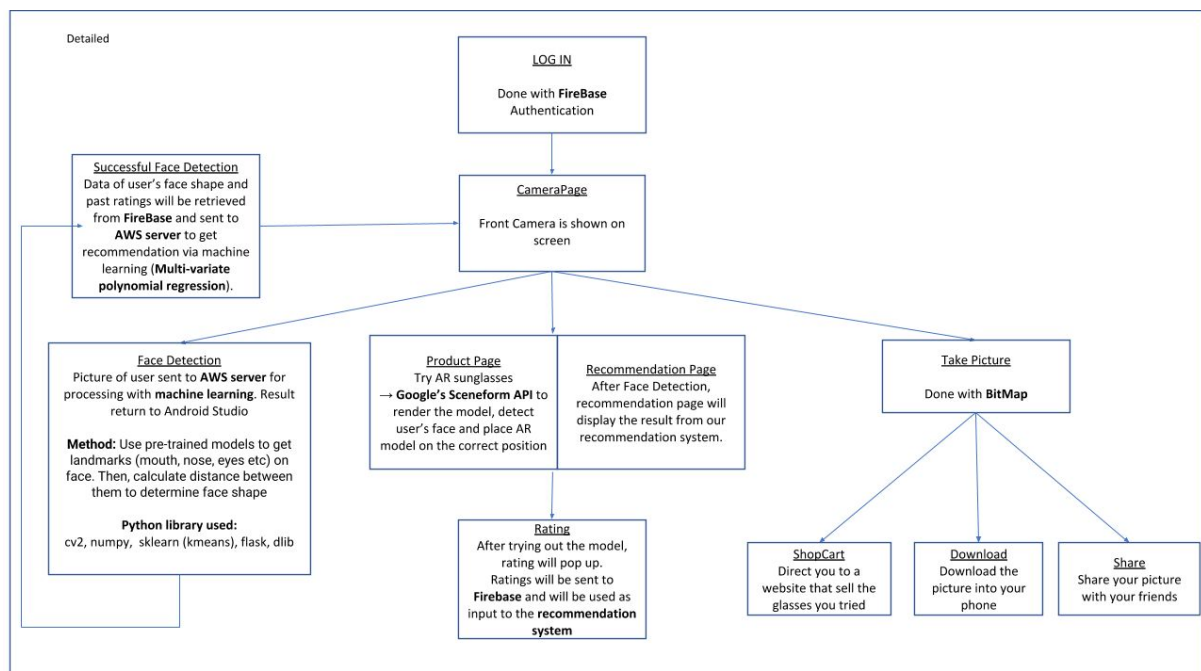 Detailed
LOG IN
Done with FireBase
Authentication
Successful Face Detection
Data of user's face shape and
past ratings will be retrieved
from FireBase and sent to
AWS server to get
recommendation via machine
learning (Multi-variate
polynomial regression).
CameraPage
Front Camera is shown on
screen
Face Detection
Picture of user sent to AWS server for
processing with machine learning. Result
return to Android Studio
Method: Use pre-trained models to get
landmarks (mouth, nose, eyes etc) on
face. Then, calculate distance between
them to determine face shape
Python library used:
cv2, numpy, sklearn (kmeans), flask, dlib
Product Page
Try AR sunglasses
→ Google's Sceneform API to
render the model, detect
user's face and place AR
model on the correct position
Recommendation Page
After Face Detection,
recommendation page will
display the result from our
recommendation system.
Take Picture
Done with BitMap
Rating
After trying out the model,
rating will pop up.
Ratings will be sent to
Firebase and will be used as
input to the recommendation
system
ShopCart
Direct you to a
website that sell the
glasses you tried
Download
Download the
picture into your
phone
Share
Share your picture
with your friends